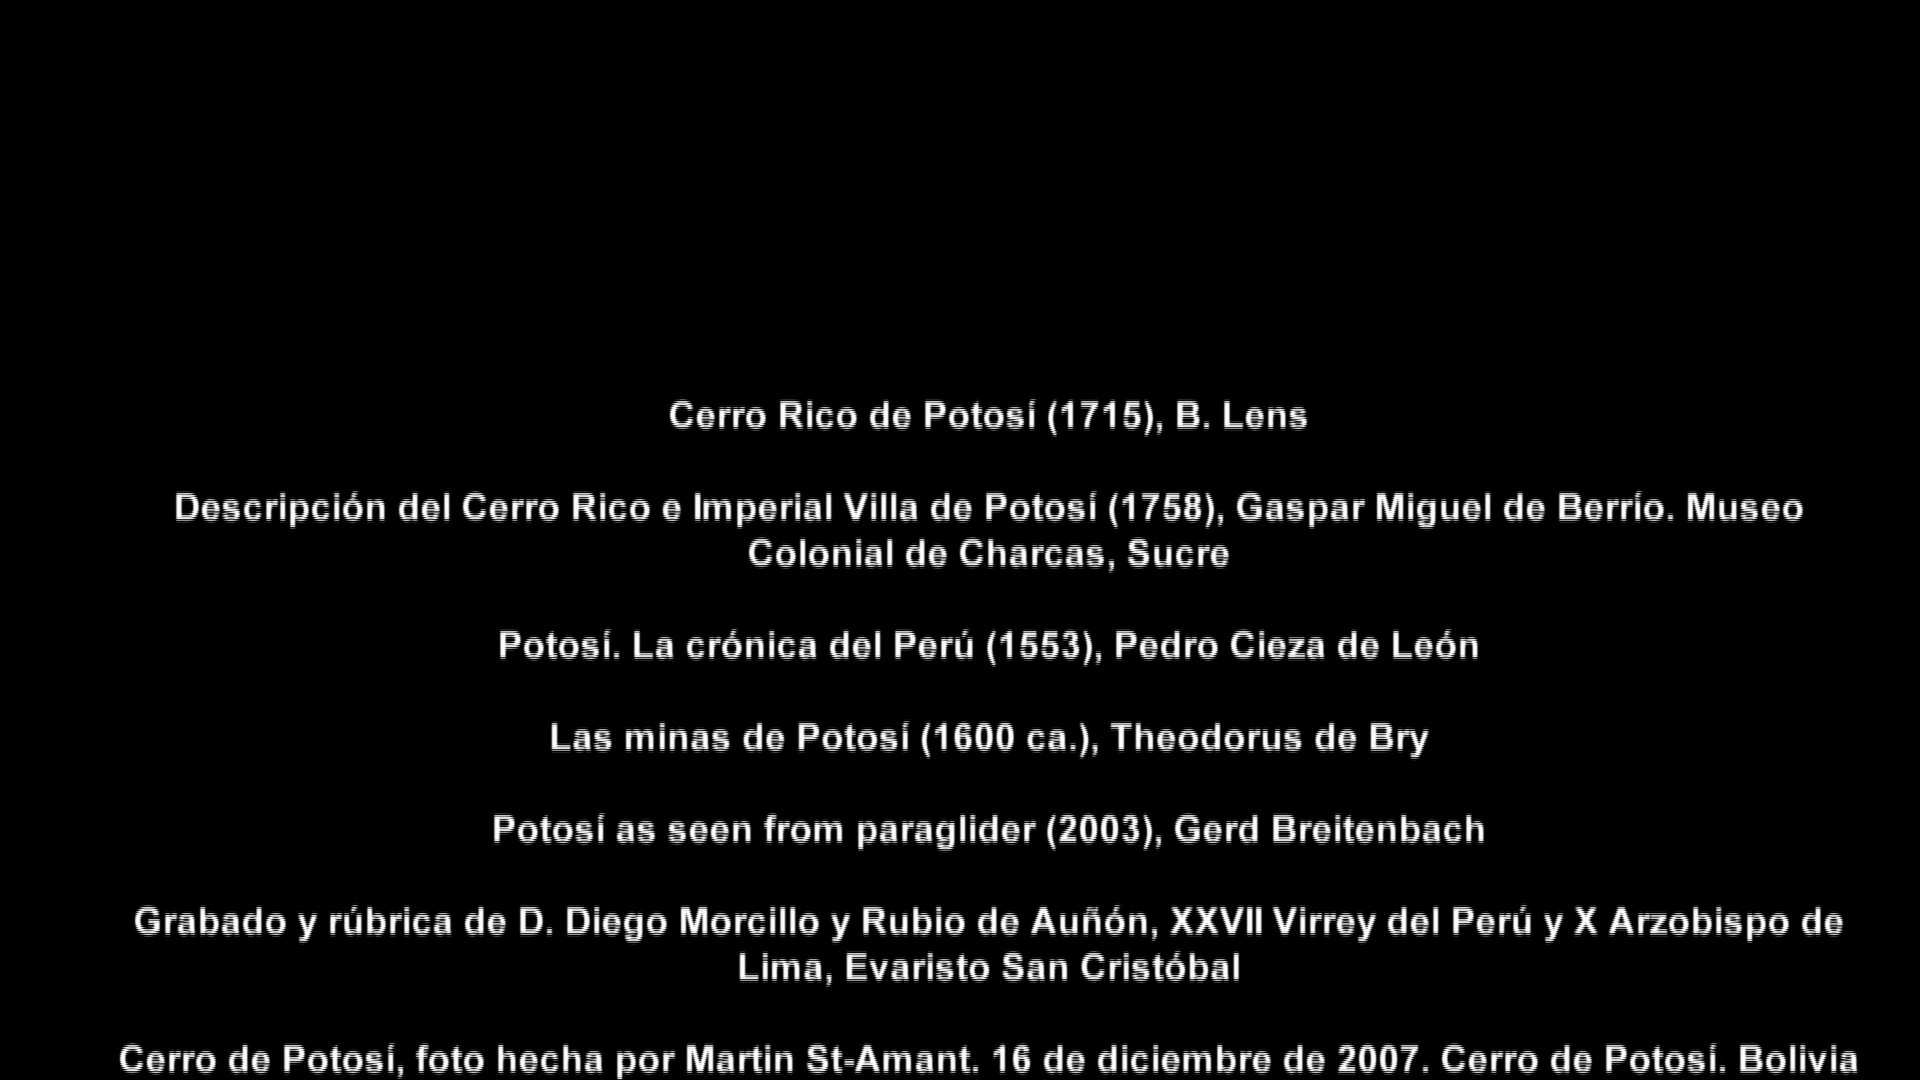 Cerro Rico de Potosí (1715), B. Lens
Descripción del Cerro Rico e Imperial Villa de Potosí (1758), Gaspar Miguel de Berrío. Museo
Colonial de Charcas, Sucre
Potosí. La crónica del Perú (1553), Pedro Cieza de León
Las minas de Potosí (1600 ca.), Theodorus de Bry
Potosí as seen from paraglider (2003), Gerd Breitenbach
Grabado y rúbrica de D. Diego Morcillo y Rubio de Auñón, XXVII Virrey del Perú y X Arzobispo de
Lima, Evaristo San Cristóbal
Cerro de Potosí, foto hecha por Martin St-Amant. 16 de diciembre de 2007. Cerro de Potosí. Bolivia